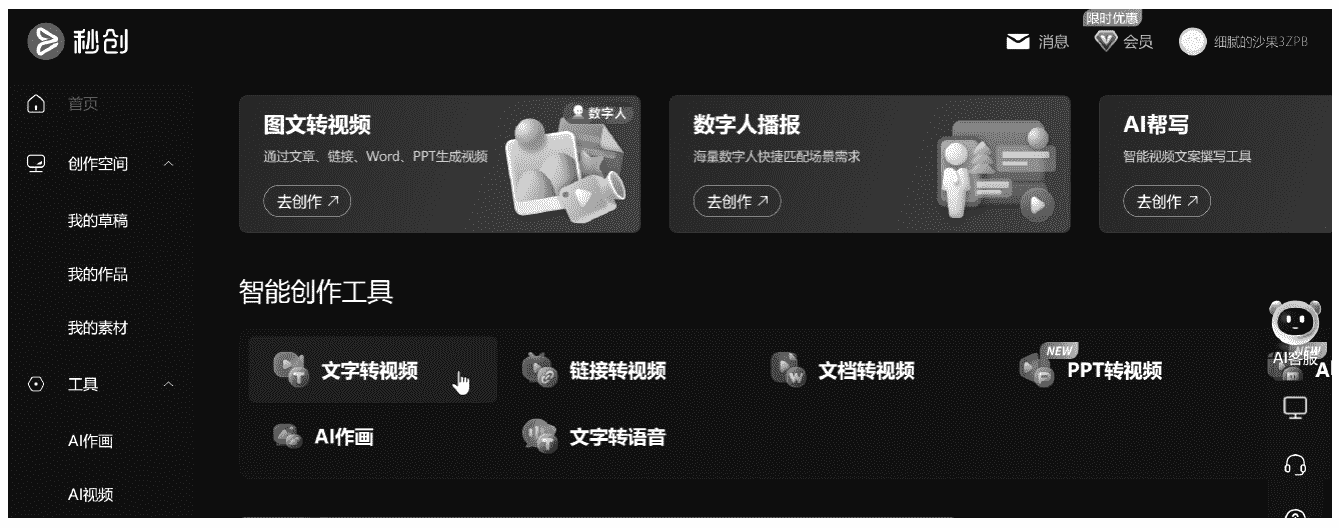 秒创
限时优惠
消息
会员
细腻的沙果3ZPB
首页
创作空间
我的草稿
我的作品
我的素材
工具
AI作画
AI视频
图文转视频
数字人
通过文章、链接、Word、PPT生成视频
去创作
数字人播报
海量数字人快捷匹配场景需求
去创作
AI帮写
智能视频文案撰写工具
去创作
智能创作工具
文字转视频
链接转视频
文档转视频
NEW
PPT转视频
NEW
AI作画
文字转语音
AI客服